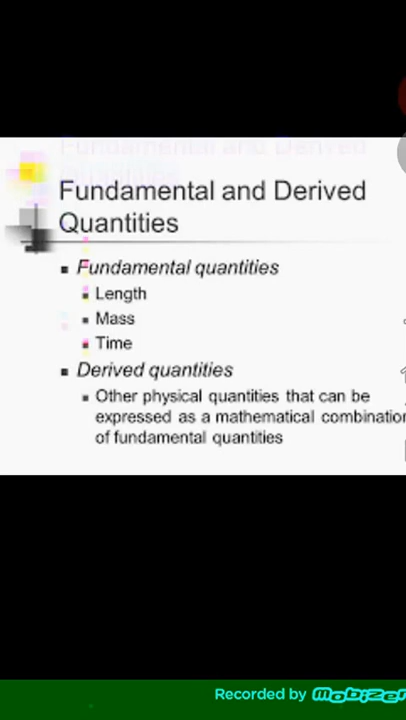 Fundamental and Derived
Quantities
Fundamental quantities
Length
Mass
Time
Derived quantities
Other physical quantities that can be
expressed as a mathematical combination
of fundamental quantities
Recorded by Mobizen